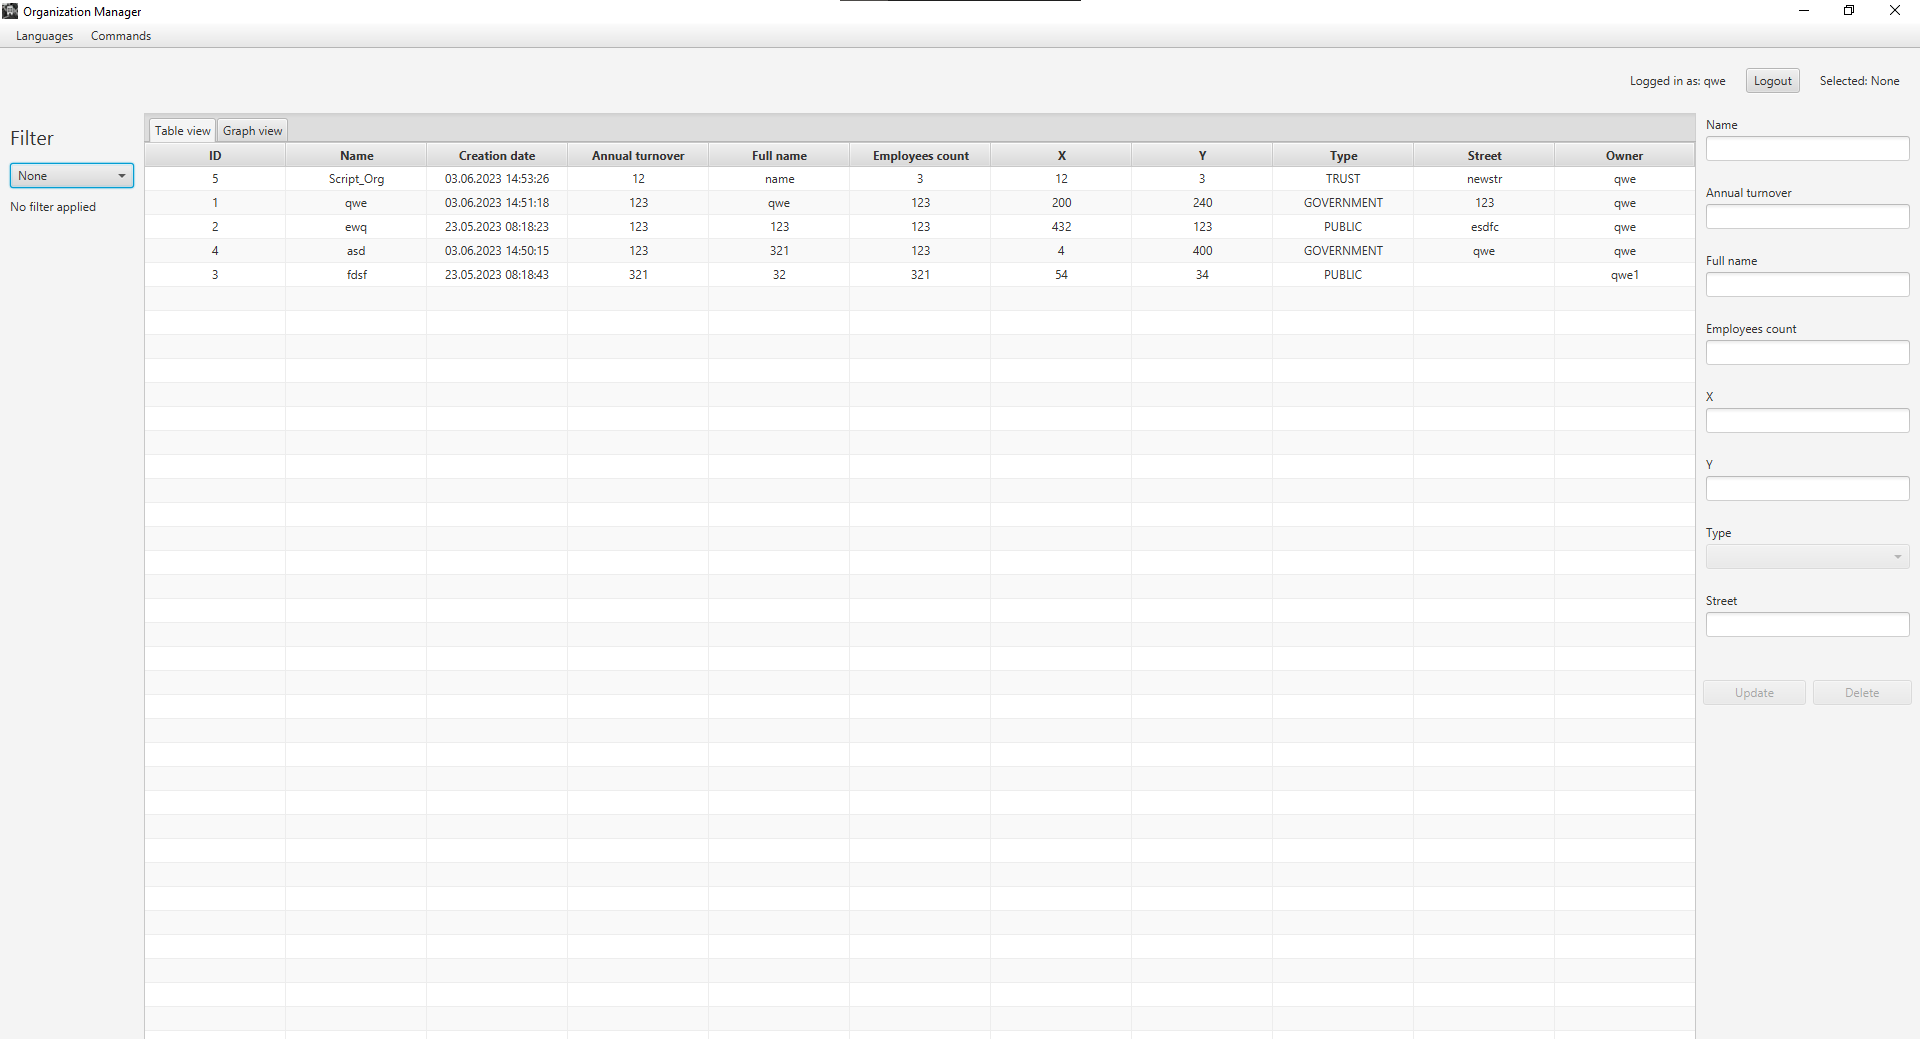 Organization Manager
Languages Commands
Logged in as: qwe Logout Selected: None
Filter
None
No filter applied
Table view Graph view
ID Name Creation date Annual turnover Full name Employees count X Y Type Street Owner
5 Script_Org 03.06.2023 14:53:26 12 name 3 12 3 TRUST newstr qwe
1 qwe 03.06.2023 14:51:18 123 qwe 123 200 240 GOVERNMENT 123 qwe
2 ewq 23.05.2023 08:18:23 123 123 123 432 123 PUBLIC esdfc qwe
4 asd 03.06.2023 14:50:15 123 321 123 4 400 GOVERNMENT qwe qwe
3 fdsf 23.05.2023 08:18:43 321 32 321 54 34 PUBLIC qwe1
Name
Annual turnover
Full name
Employees count
X
Y
Type
Street
Update Delete